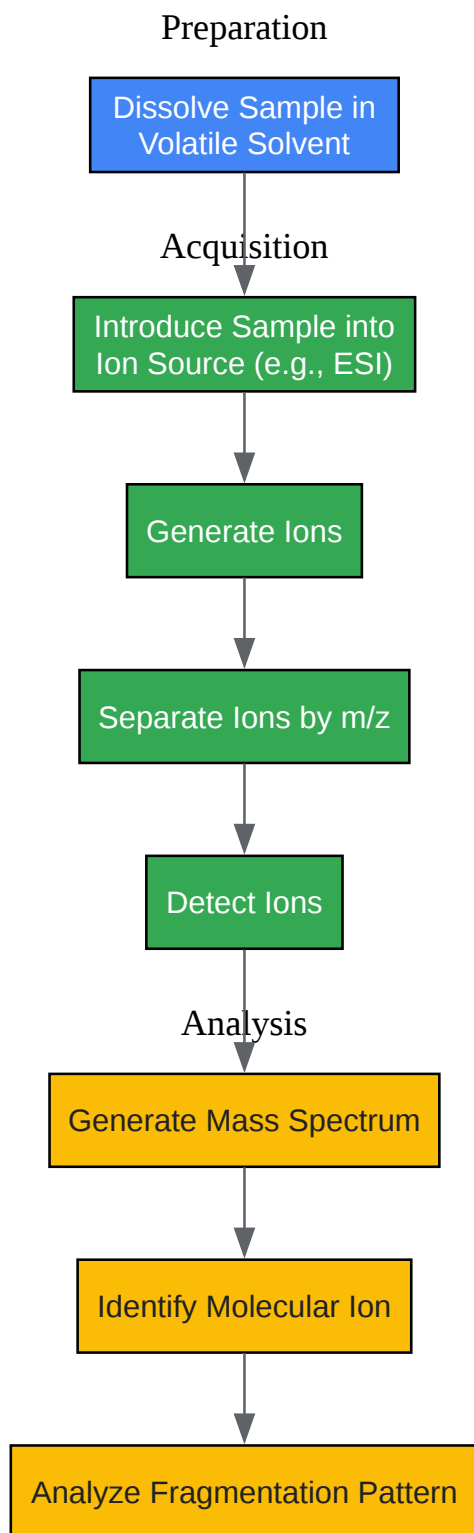 Preparation
Dissolve Sample in
Volatile Solvent
Acquisition
Introduce Sample into
Ion Source (e.g., ESI)
Generate Ions
Separate Ions by m/z
Detect Ions
Analysis
Generate Mass Spectrum
Identify Molecular Ion
Analyze Fragmentation Pattern